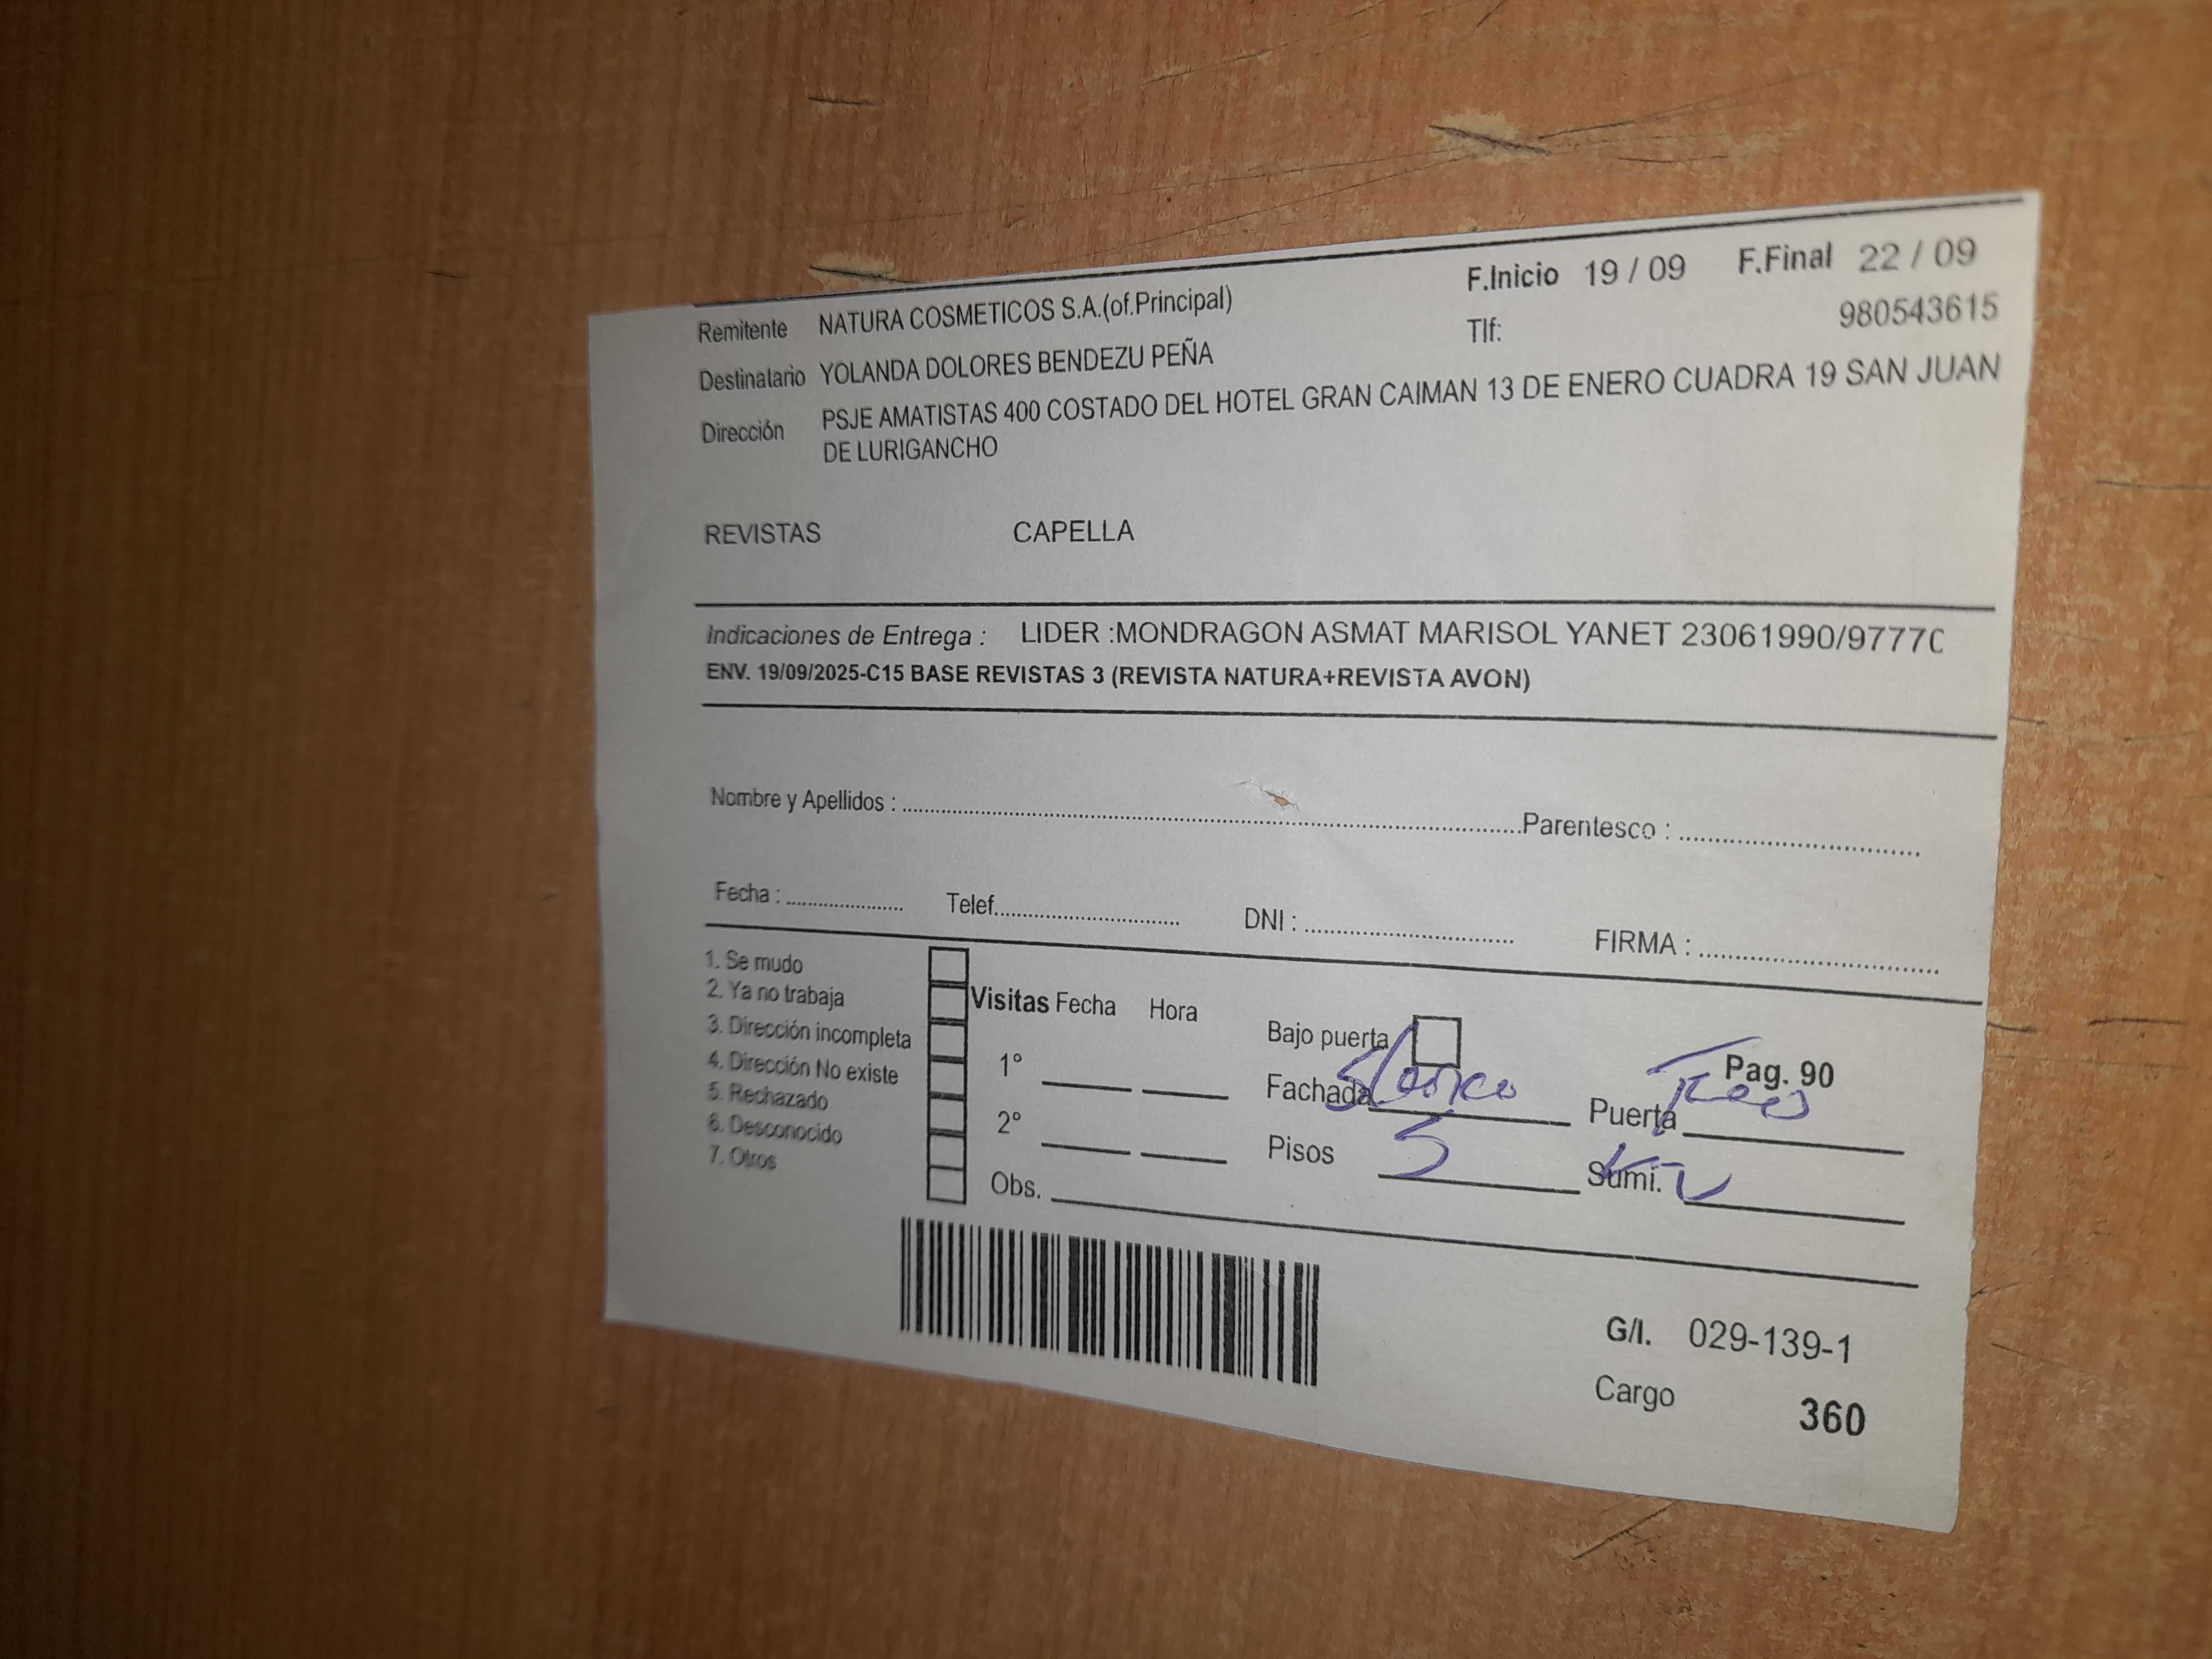 F.Inicio 19 / 09 F.Final 22 / 09
Remitente NATURA COSMETICOS S.A.(of.Principal)
Tlf: 980543615
Destinatario YOLANDA DOLORES BENDEZU PEÑA
Dirección PSJE AMATISTAS 400 COSTADO DEL HOTEL GRAN CAIMAN 13 DE ENERO CUADRA 19 SAN JUAN
DE LURIGANCHO
REVISTAS CAPELLA
Indicaciones de Entrega : LIDER :MONDRAGON ASMAT MARISOL YANET 23061990/9777
ENV. 19/09/2025-C15 BASE REVISTAS 3 (REVISTA NATURA+REVISTA AVON)
Nombre y Apellidos : Parentesco :
Fecha : Telef. DNI : FIRMA :
1. Se mudo
2. Ya no trabaja
3. Dirección incompleta
4. Dirección No existe
5. Rechazado
6. Desconocido
7. Otros
Visitas Fecha Hora
1°
2°
Obs.
Bajo puerta
Fachada
Pisos 5
Pag. 90
Puerta
Sumi.
G/I. 029-139-1
Cargo 360